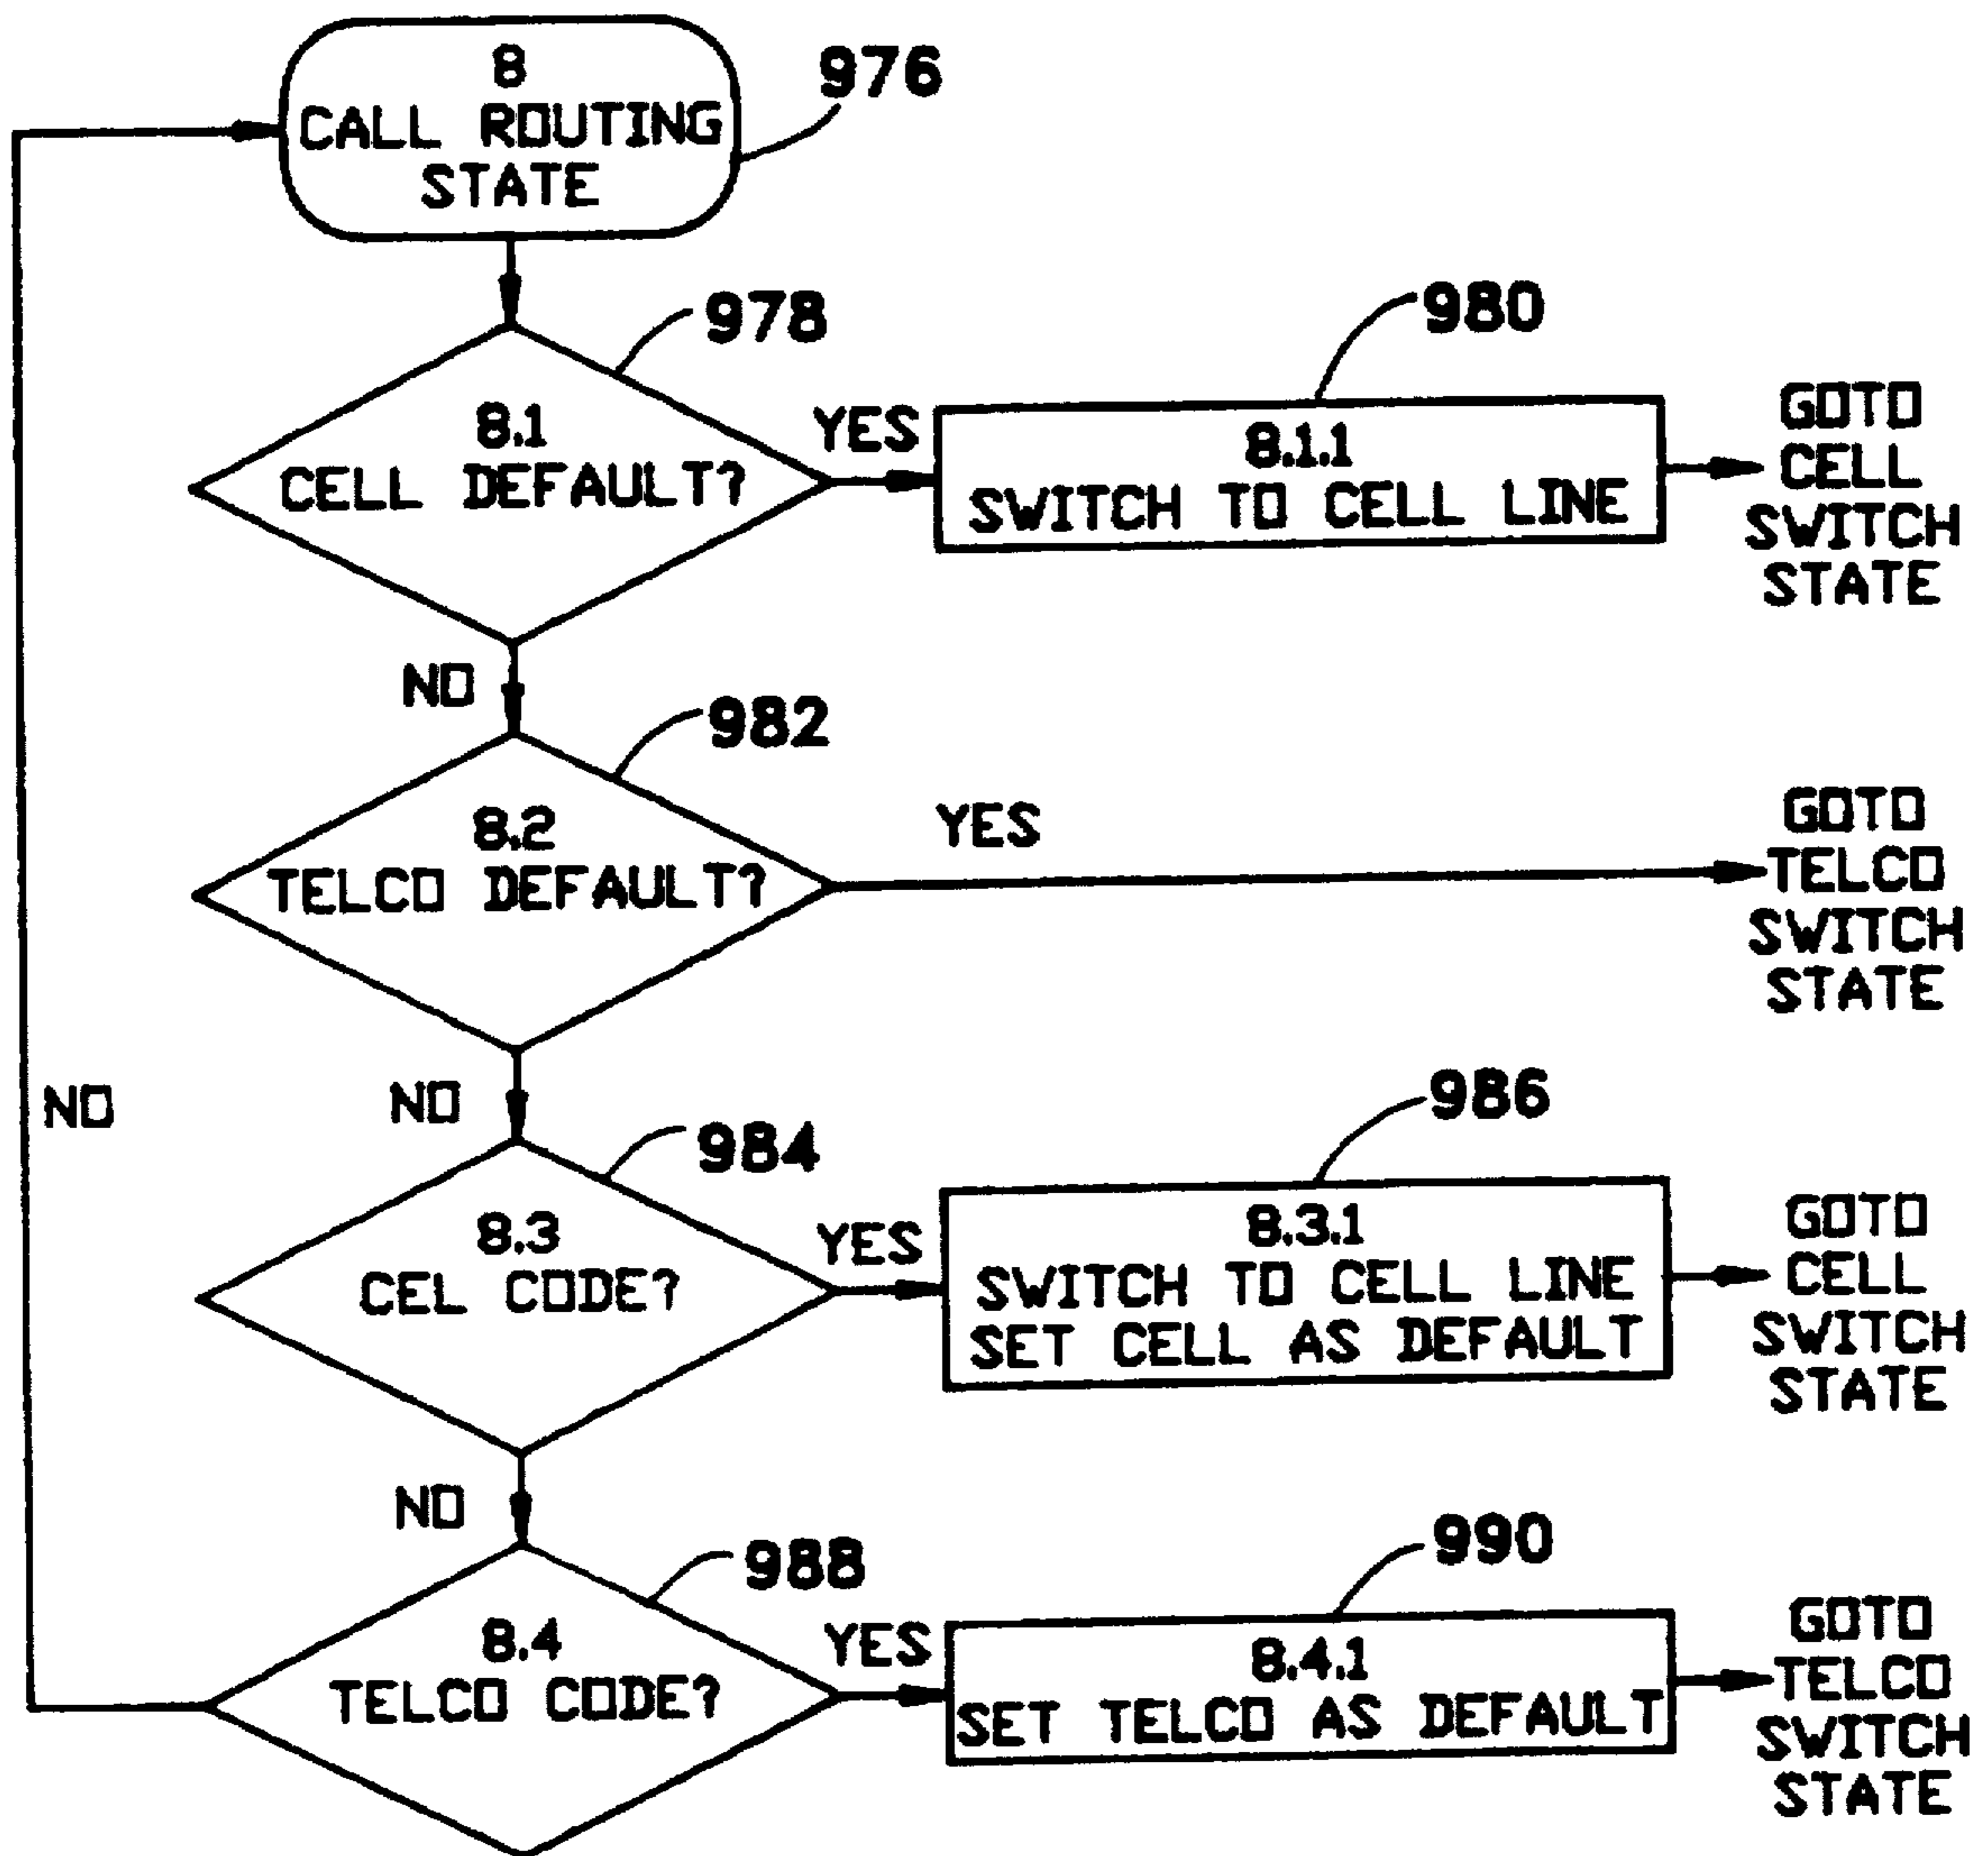 8
CALL ROUTING
STATE
976
978
8.1
CELL DEFAULT?
YES
980
8.1.1
SWITCH TO CELL LINE
GOTO
CELL
SWITCH
STATE
NO
982
8.2
TELCO DEFAULT?
YES
GOTO
TELCO
SWITCH
STATE
NO
NO
984
8.3
CEL CODE?
YES
986
8.3.1
SWITCH TO CELL LINE
SET CELL AS DEFAULT
GOTO
CELL
SWITCH
STATE
NO
988
8.4
TELCO CODE?
YES
990
8.4.1
SET TELCO AS DEFAULT
GOTO
TELCO
SWITCH
STATE